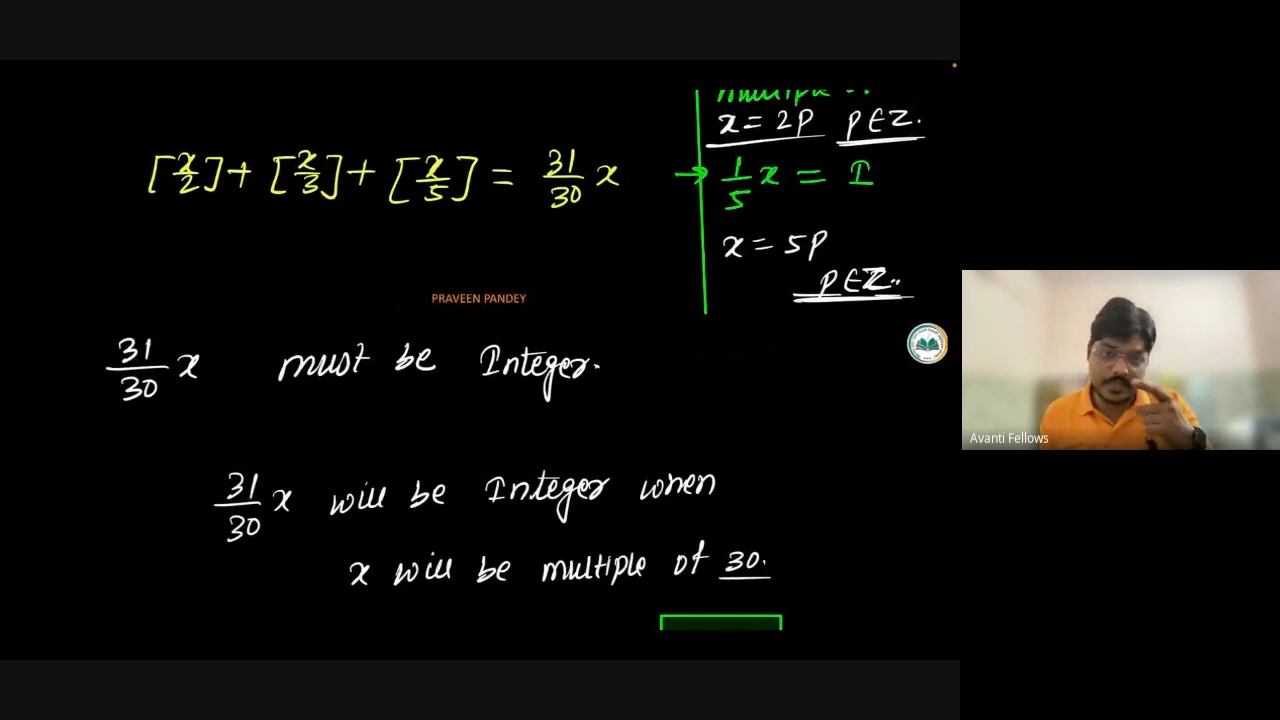 [x/2] + [x/3] + [x/5] = 31/30 x
multiple
x = 2p p ∈ Z.
→ 1/5 x = I
x = 5p
p ∈ Z..
PRAVEEN PANDEY
31/30 x must be Integer.
31/30 x will be Integer when
x will be multiple of 30.
Avanti Fellows